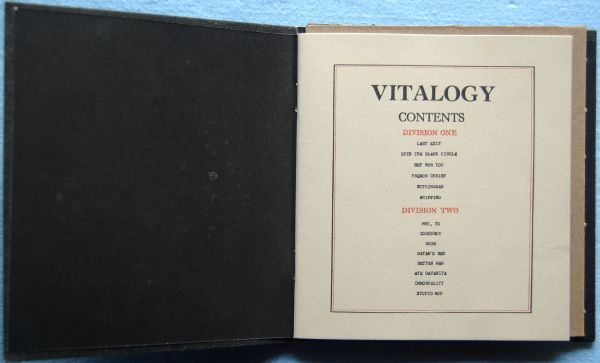 VITALOGY
CONTENTS
DIVISION ONE
LAST EXIT
SPIN THE BLACK CIRCLE
NOT FOR YOU
TREMOR CHRIST
NOTHINGMAN
WHIPPING
DIVISION TWO
PRY, TO
CORDUROY
BUGS
SATAN'S BED
BETTER MAN
AYE DAVANITA
IMMORTALITY
STUPID MOP